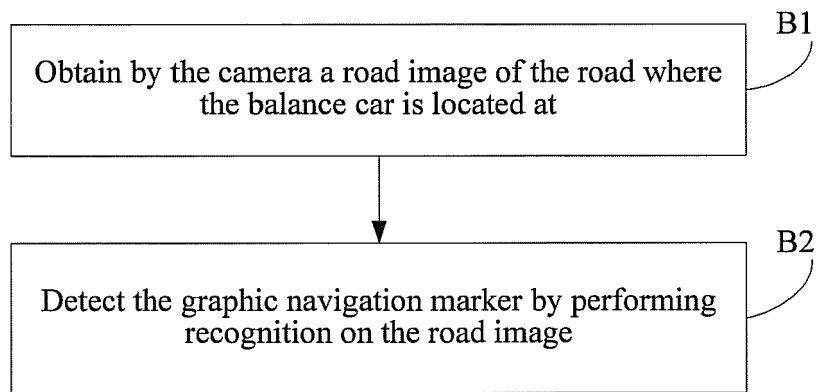 B1
Obtain by the camera a road image of the road where
the balance car is located at
B2
Detect the graphic navigation marker by performing
recognition on the road image